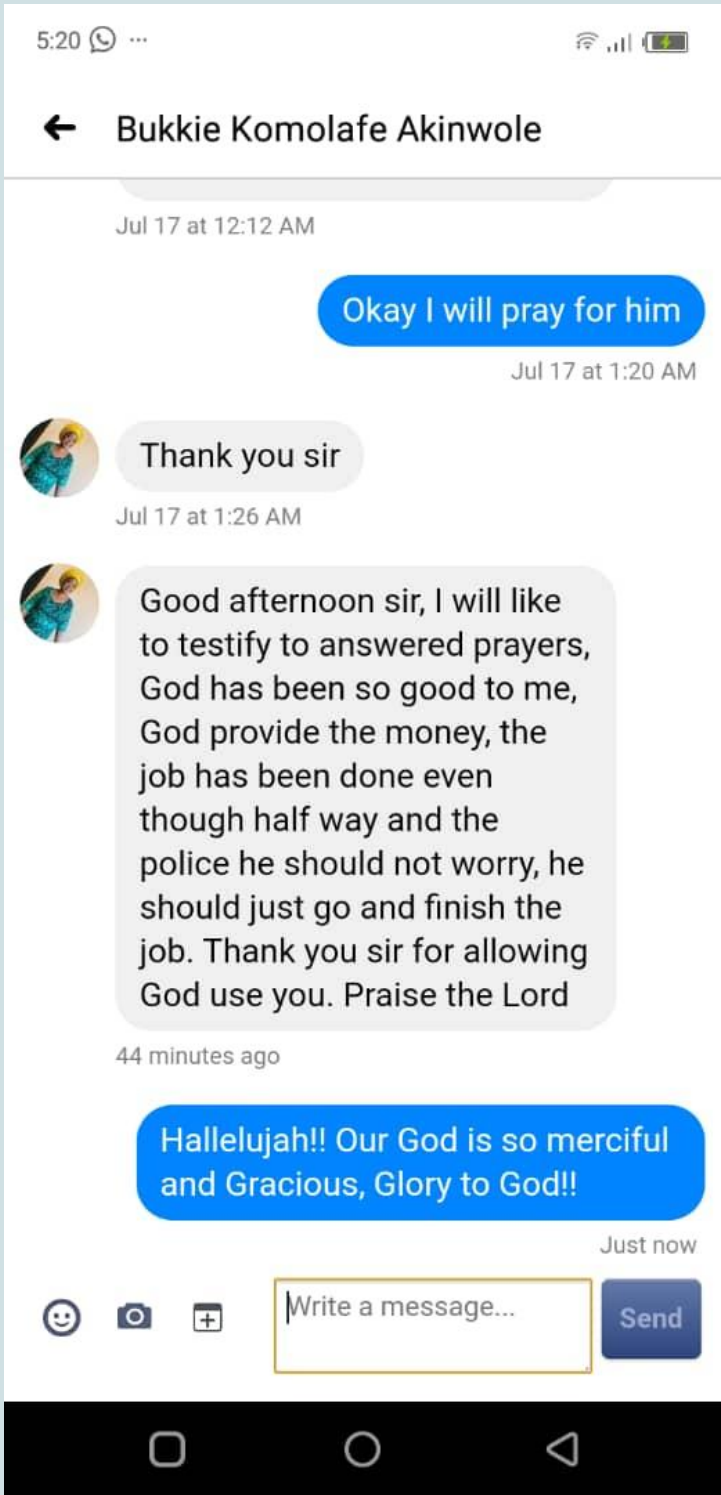 5:20 ...
Bukkie Komolafe Akinwole
Jul 17 at 12:12 AM
Okay I will pray for him
Jul 17 at 1:20 AM
Thank you sir
Jul 17 at 1:26 AM
Good afternoon sir, I will like
to testify to answered prayers,
God has been so good to me,
God provide the money, the
job has been done even
though half way and the
police he should not worry, he
should just go and finish the
job. Thank you sir for allowing
God use you. Praise the Lord
44 minutes ago
Hallelujah!! Our God is so merciful
and Gracious, Glory to God!!
Just now
Write a message...
Send